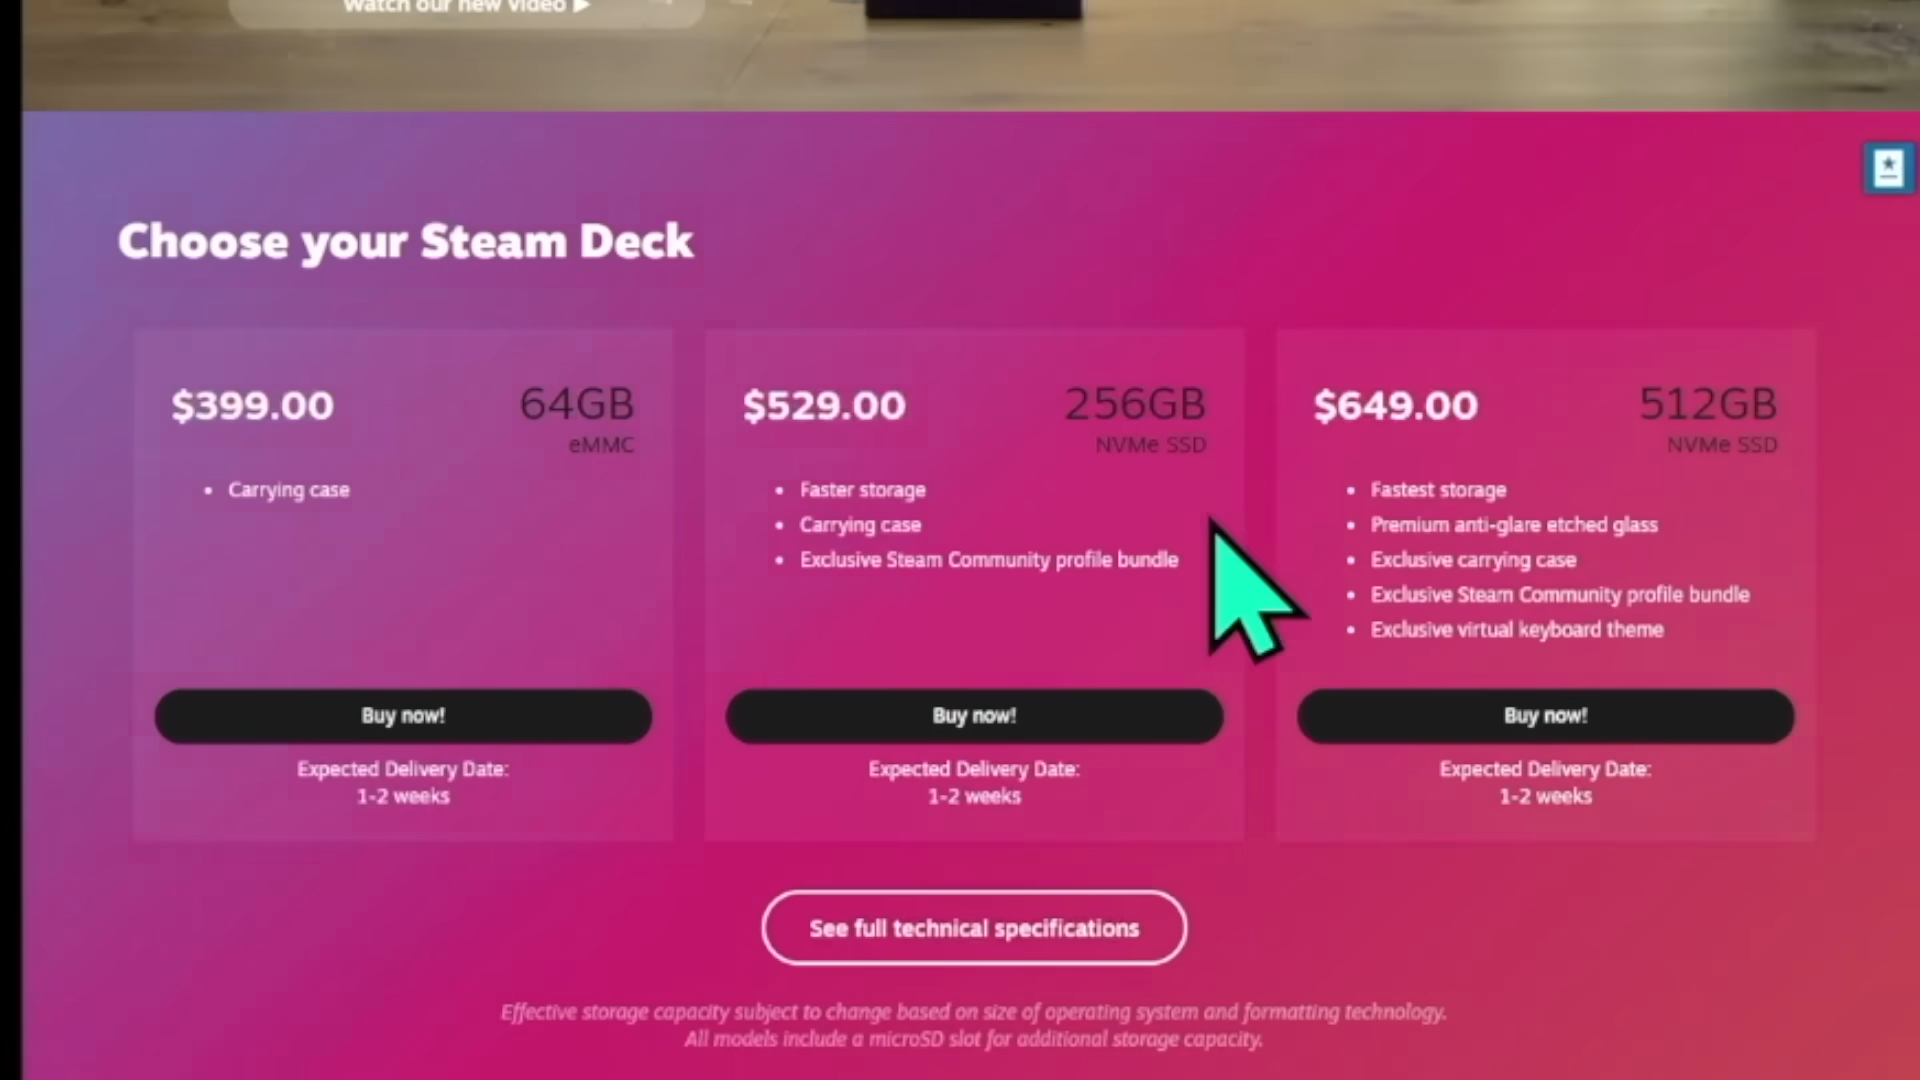 Watch our new video ▶
Choose your Steam Deck
$399.00
64GB
eMMC
• Carrying case
Buy now!
Expected Delivery Date:
1-2 weeks
$529.00
256GB
NVMe SSD
• Faster storage
• Carrying case
• Exclusive Steam Community profile bundle
Buy now!
Expected Delivery Date:
1-2 weeks
$649.00
512GB
NVMe SSD
• Fastest storage
• Premium anti-glare etched glass
• Exclusive carrying case
• Exclusive Steam Community profile bundle
• Exclusive virtual keyboard theme
Buy now!
Expected Delivery Date:
1-2 weeks
See full technical specifications
Effective storage capacity subject to change based on size of operating system and formatting technology.
All models include a microSD slot for additional storage capacity.